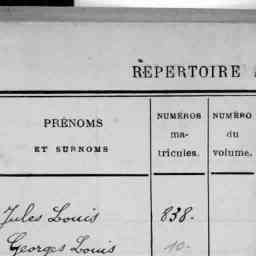 RÉPERTOIRE
PRÉNOMS
ET SURNOMS
NUMÉROS
ma-
tricules.
NUMÉRO
du
volume.
Jules Louis 838.
Georges Louis 10.